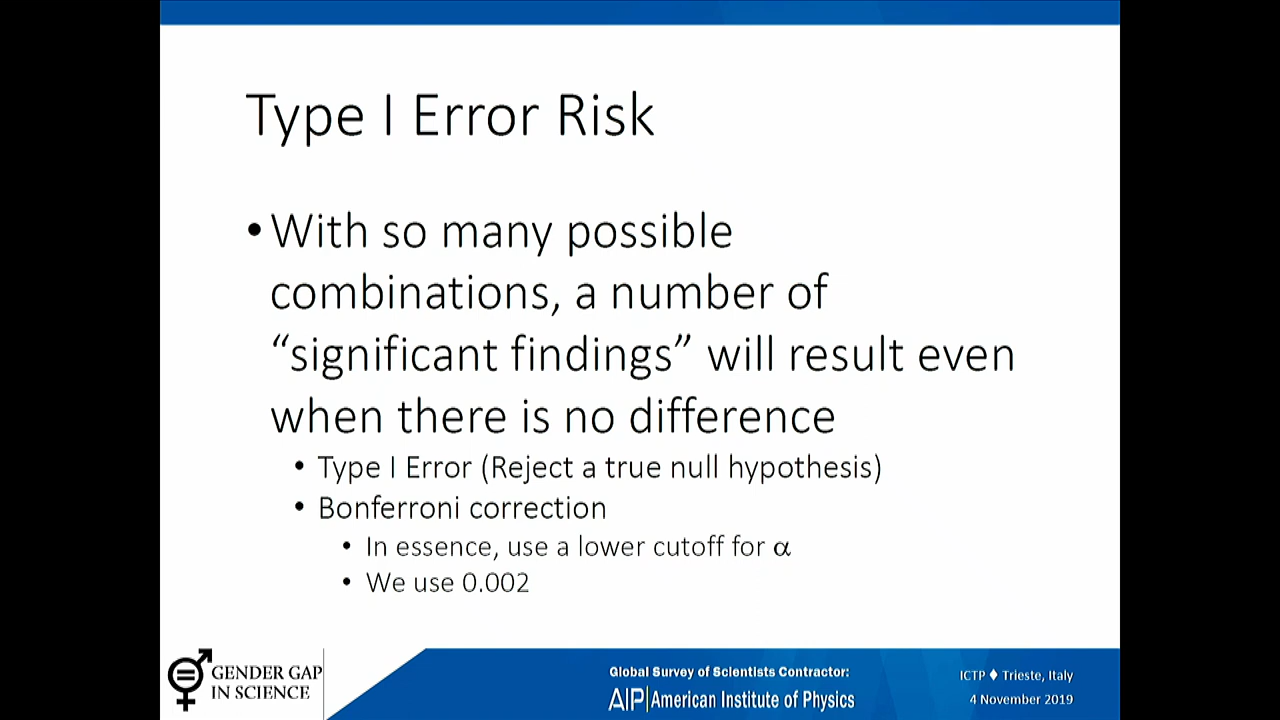 Type I Error Risk
• With so many possible
combinations, a number of
“significant findings” will result even
when there is no difference
• Type I Error (Reject a true null hypothesis)
• Bonferroni correction
• In essence, use a lower cutoff for α
• We use 0.002
GENDER GAP
IN SCIENCE
Global Survey of Scientists Contractor:
AIP American Institute of Physics
ICTP ♦ Trieste, Italy
4 November 2019